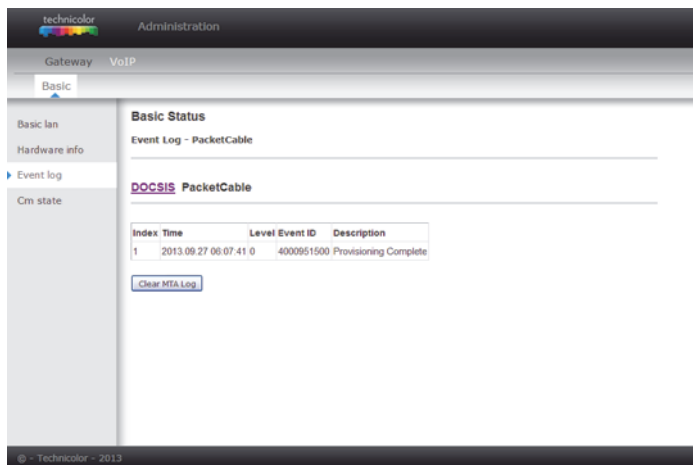 technicolor
Administration
Gateway VoIP
Basic
Basic lan
Hardware info
Event log
Cm state
Basic Status
Event Log - PacketCable
DOCSIS PacketCable
Index Time Level Event ID Description
1 2013.09.27 06:07:41 0 4000951500 Provisioning Complete
Clear MTA Log
© - Technicolor - 2013